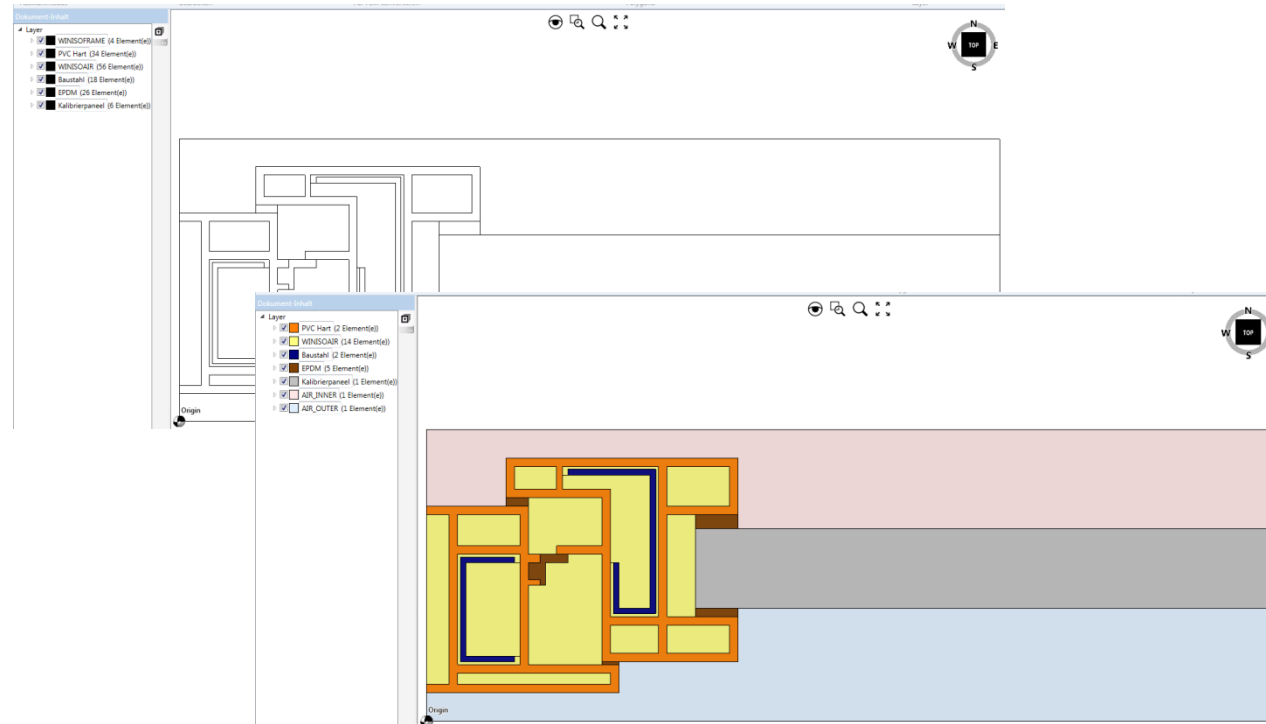 Dokument-Inhalt
Layer
WINISOFRAME (4 Element(e))
PVC Hart (34 Element(e))
WINISOAIR (56 Element(e))
Baustahl (18 Element(e))
EPDM (26 Element(e))
Kalibrierpaneel (6 Element(e))
N
W TOP E
S
Origin
Dokument-Inhalt
Layer
PVC Hart (2 Element(e))
WINISOAIR (14 Element(e))
Baustahl (2 Element(e))
EPDM (5 Element(e))
Kalibrierpaneel (1 Element(e))
AIR_INNER (1 Element(e))
AIR_OUTER (1 Element(e))
N
W TOP
S
Origin